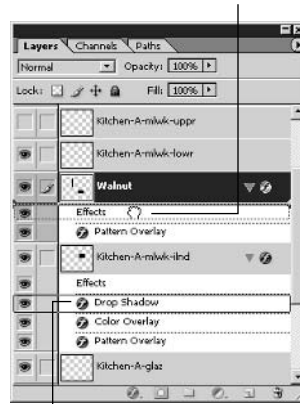 Layers Channels Paths
Normal Opacity: 100%
Lock: Fill: 100%
Kitchen-A-mlwk-uppr
Kitchen-A-mlwk-lowr
Walnut
Effects
Pattern Overlay
Kitchen-A-mlwk-ilnd
Effects
Drop Shadow
Color Overlay
Pattern Overlay
Kitchen-A-glaz